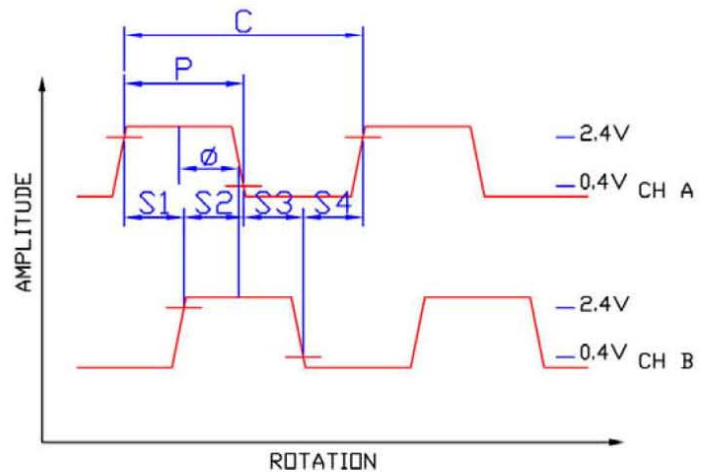 C
P
2.4V
Ø
0.4V CH A
S1 S2 S3 S4
AMPLITUDE
2.4V
0.4V CH B
ROTATION